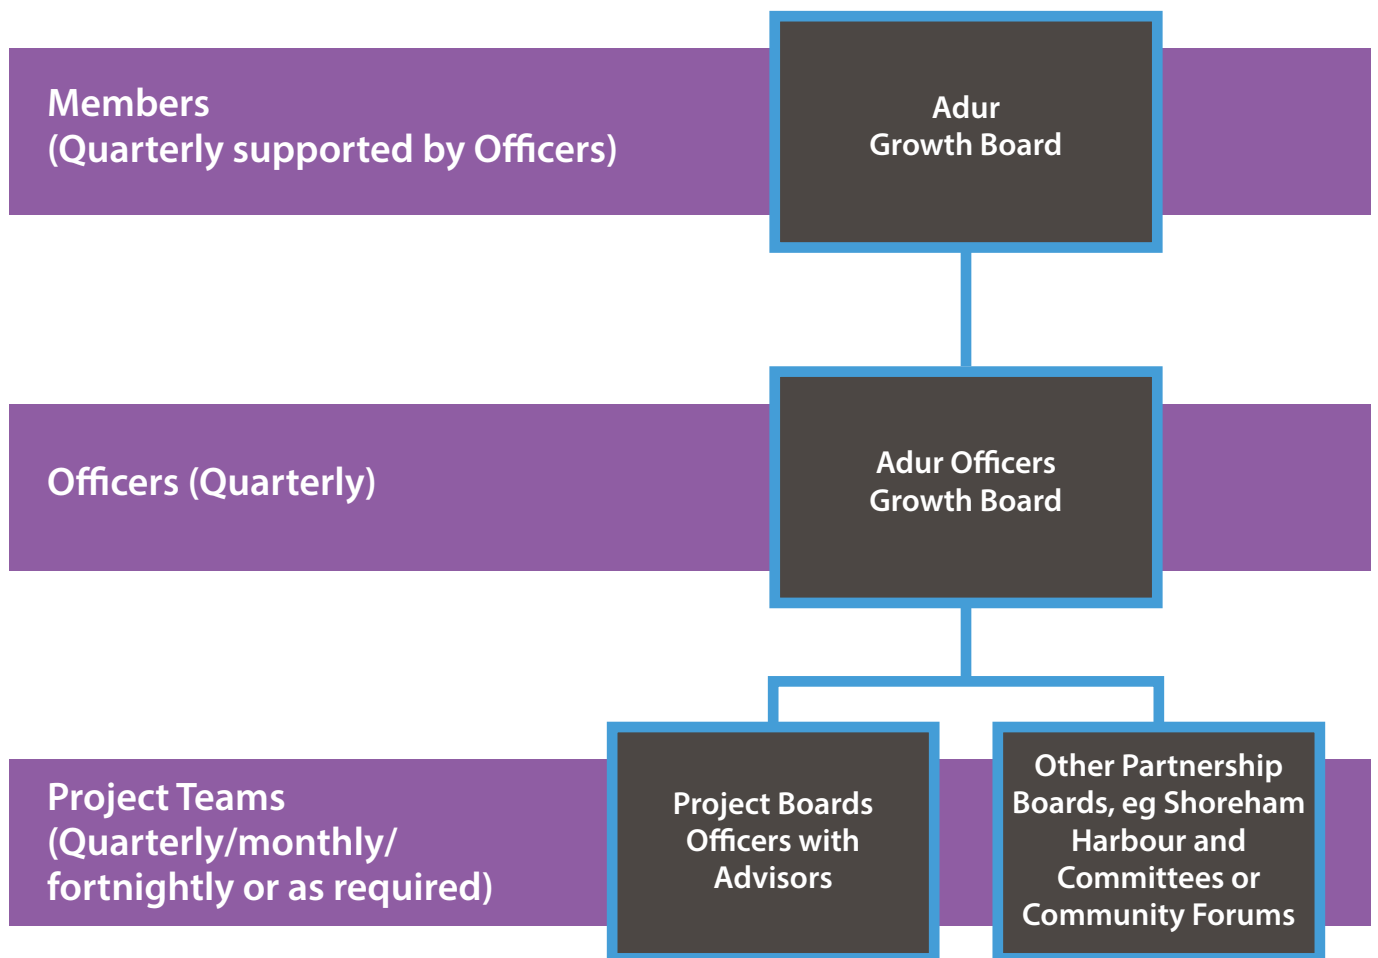 Members
(Quarterly supported by Officers)
Adur
Growth Board
Officers (Quarterly)
Adur Officers
Growth Board
Project Teams
(Quarterly/monthly/
fortnightly or as required)
Project Boards
Officers with
Advisors
Other Partnership
Boards, eg Shoreham
Harbour and
Committees or
Community Forums